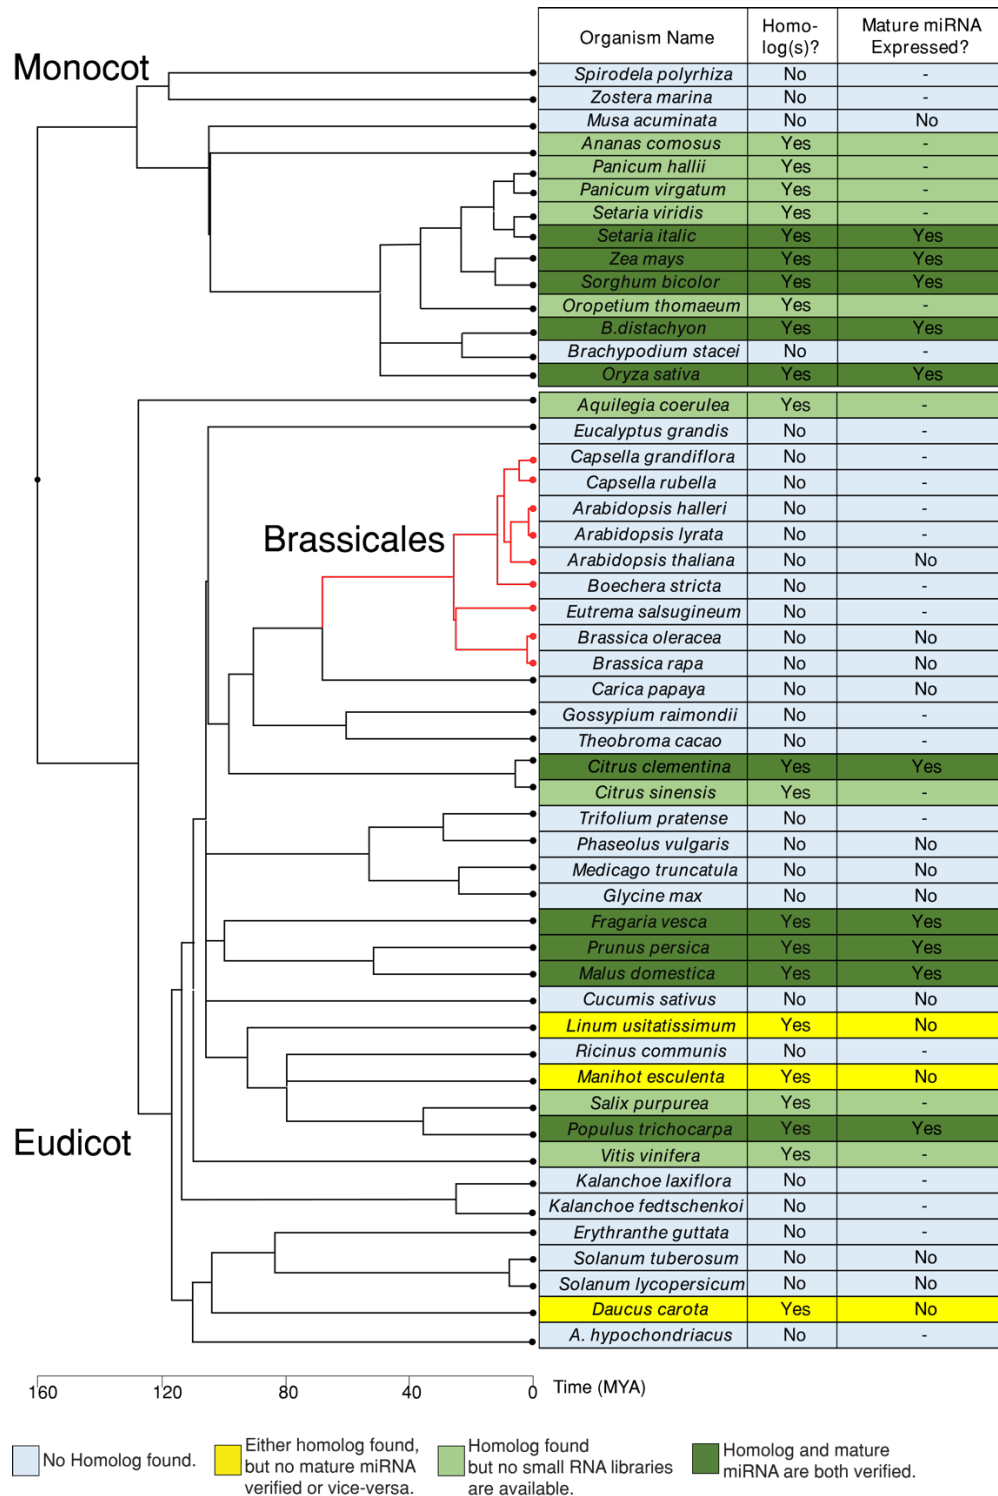 Organism Name Homo-log(s)? Mature miRNA Expressed?
Monocot
Spirodela polyrhiza No -
Zostera marina No -
Musa acuminata No No
Ananas comosus Yes -
Panicum hallii Yes -
Panicum virgatum Yes -
Setaria viridis Yes -
Setaria italic Yes Yes
Zea mays Yes Yes
Sorghum bicolor Yes Yes
Oropetium thomaeum Yes -
B.distachyon Yes Yes
Brachypodium stacei No -
Oryza sativa Yes Yes
Aquilegia coerulea Yes -
Eucalyptus grandis No -
Capsella grandiflora No -
Capsella rubella No -
Arabidopsis halleri No -
Brassicales
Arabidopsis lyrata No -
Arabidopsis thaliana No No
Boechera stricta No -
Eutrema salsugineum No -
Brassica oleracea No No
Brassica rapa No No
Carica papaya No No
Gossypium raimondii No -
Theobroma cacao No -
Citrus clementina Yes Yes
Citrus sinensis Yes -
Trifolium pratense No -
Phaseolus vulgaris No No
Medicago truncatula No No
Glycine max No No
Fragaria vesca Yes Yes
Prunus persica Yes Yes
Malus domestica Yes Yes
Cucumis sativus No No
Linum usitatissimum Yes No
Ricinus communis No -
Manihot esculenta Yes No
Salix purpurea Yes -
Populus trichocarpa Yes Yes
Eudicot
Vitis vinifera Yes -
Kalanchoe laxiflora No -
Kalanchoe fedtschenkoi No -
Erythranthe guttata No -
Solanum tuberosum No No
Solanum lycopersicum No No
Daucus carota Yes No
A. hypochondriacus No -
160 120 80 40 0 Time (MYA)
No Homolog found.
Either homolog found,
but no mature miRNA
verified or vice-versa.
Homolog found
but no small RNA libraries
are available.
Homolog and mature
miRNA are both verified.